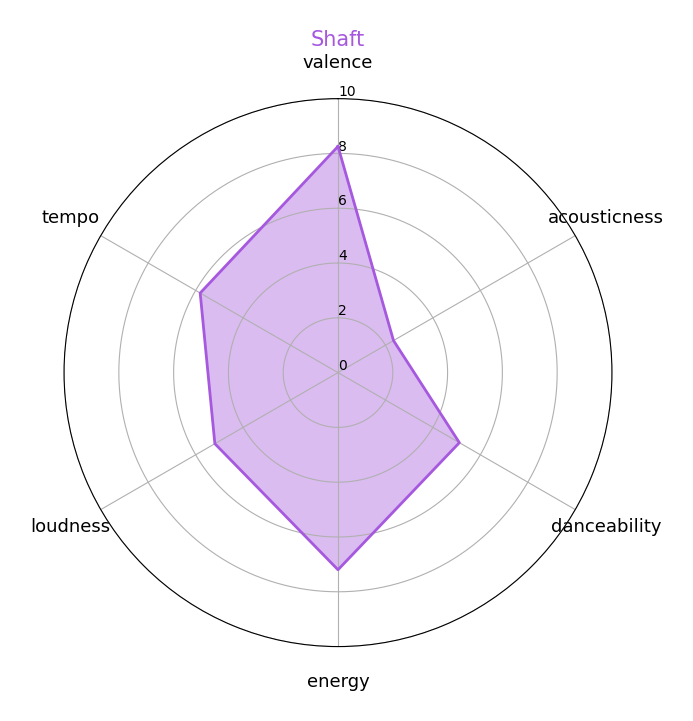 Shaft
valence
10
8
6
4
2
0
tempo
acousticness
loudness
danceability
energy